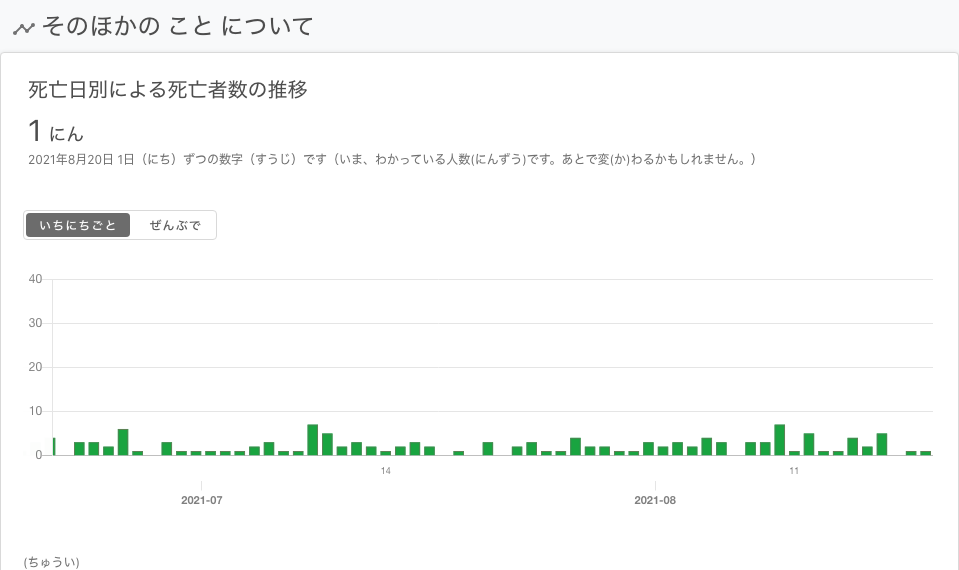 そのほかの こと について
死亡日別による死亡者数の推移
1 にん
2021年8月20日 1日（にち）ずつの数字（すうじ）です（いま、わかっている人数(にんずう)です。あとで変(か)わるかもしれません。）
いちにちごと ぜんぶで
40
30
20
10
0
14 11
2021-07 2021-08
(ちゅうい)